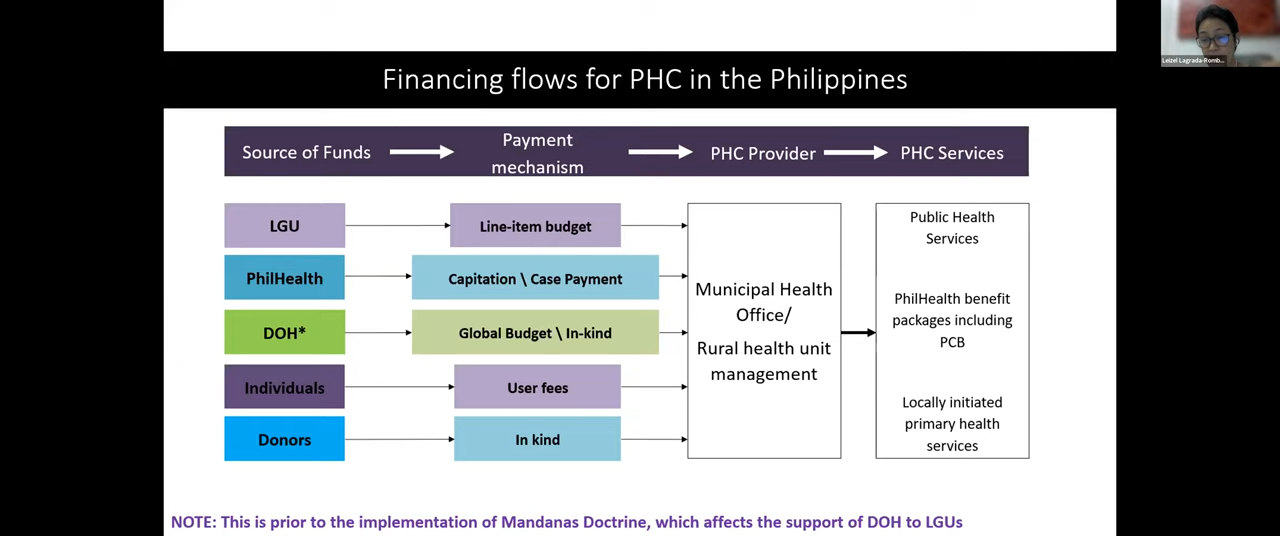 Leizel Lagrada-Romb...
Financing flows for PHC in the Philippines
Source of Funds
Payment
mechanism
PHC Provider
PHC Services
LGU
Line-item budget
PhilHealth
Capitation \ Case Payment
DOH*
Global Budget \ In-kind
Individuals
User fees
Donors
In kind
Municipal Health
Office/
Rural health unit
management
Public Health
Services
PhilHealth benefit
packages including
PCB
Locally initiated
primary health
services
NOTE: This is prior to the implementation of Mandanas Doctrine, which affects the support of DOH to LGUs